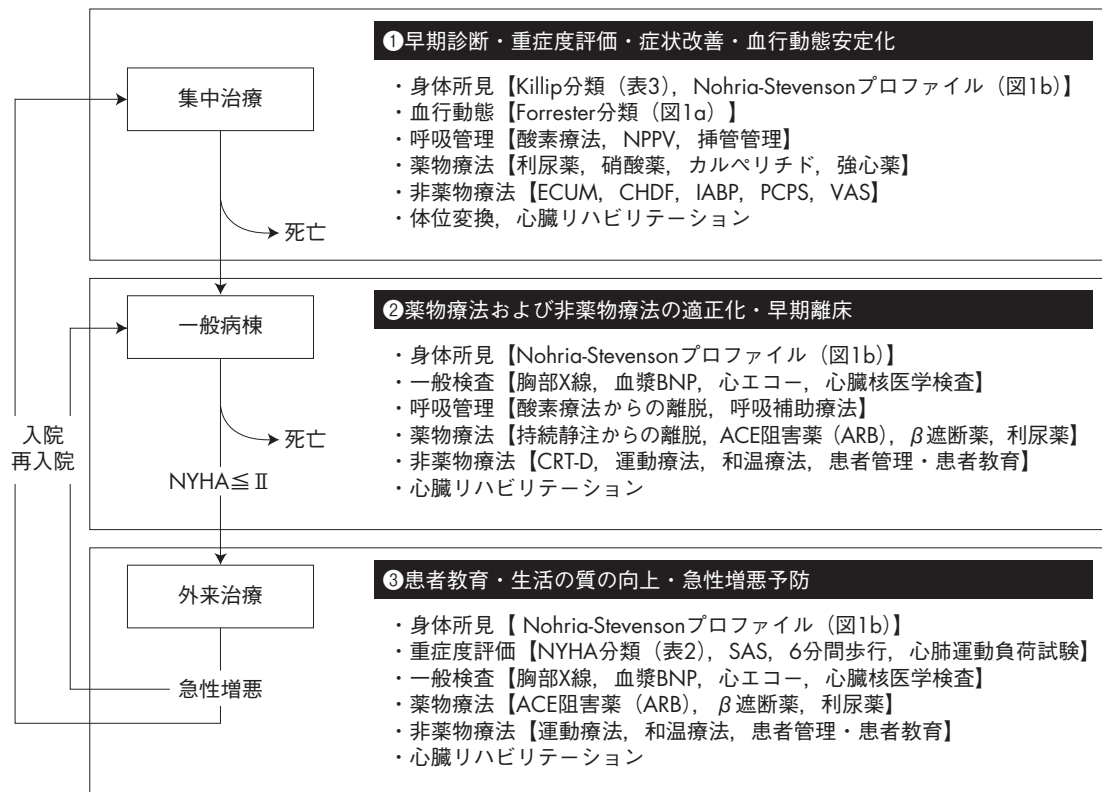 集中治療
死亡
❶早期診断・重症度評価・症状改善・血行動態安定化
・身体所見【Killip分類（表3），Nohria-Stevensonプロファイル（図1b）】
・血行動態【Forrester分類（図1a）】
・呼吸管理【酸素療法，NPPV，挿管管理】
・薬物療法【利尿薬，硝酸薬，カルペリチド，強心薬】
・非薬物療法【ECUM，CHDF，IABP，PCPS，VAS】
・体位変換，心臓リハビリテーション
一般病棟
死亡
NYHA≦Ⅱ
❷薬物療法および非薬物療法の適正化・早期離床
・身体所見【Nohria-Stevensonプロファイル（図1b）】
・一般検査【胸部X線，血漿BNP，心エコー，心臓核医学検査】
・呼吸管理【酸素療法からの離脱，呼吸補助療法】
・薬物療法【持続静注からの離脱，ACE阻害薬（ARB），β遮断薬，利尿薬】
・非薬物療法【CRT-D，運動療法，和温療法，患者管理・患者教育】
・心臓リハビリテーション
入院
再入院
外来治療
急性増悪
❸患者教育・生活の質の向上・急性増悪予防
・身体所見【 Nohria-Stevensonプロファイル（図1b）】
・重症度評価【NYHA分類（表2），SAS，6分間歩行，心肺運動負荷試験】
・一般検査【胸部X線，血漿BNP，心エコー，心臓核医学検査】
・薬物療法【ACE阻害薬（ARB），β遮断薬，利尿薬】
・非薬物療法【運動療法，和温療法，患者管理・患者教育】
・心臓リハビリテーション